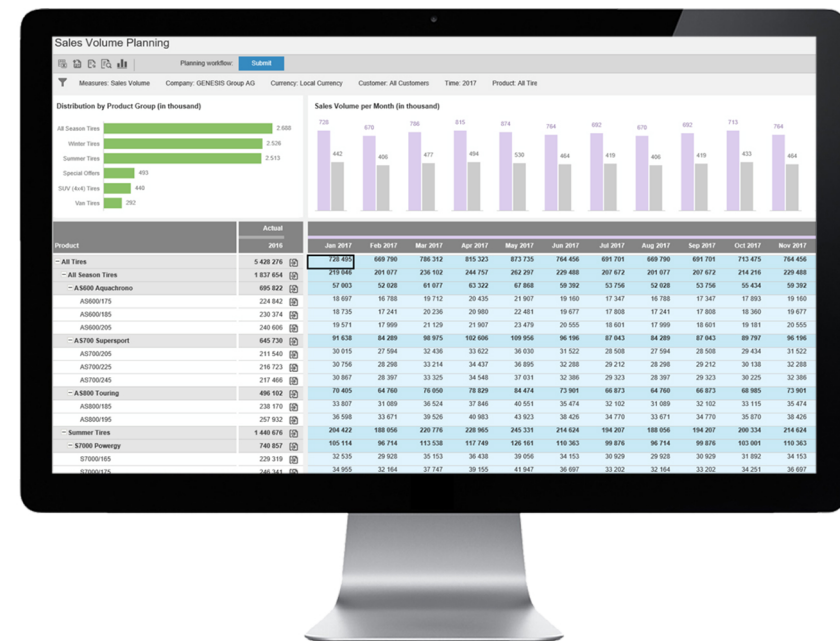 Sales Volume Planning
Planning workflow: Submit
Measures: Sales Volume Company: GENESIS Group AG Currency: Local Currency Customer: All Customers Time: 2017 Product: All Tire
Distribution by Product Group (in thousand)
All Season Tires 2.668
Winter Tires 2.526
Summer Tires 2.513
Special Offers 493
SUV (4x4) Tires 449
Van Tires 292
Sales Volume per Month (in thousand)
728 670 786 815 874 764 692 670 692 713 764
442 406 477 494 530 464 419 406 419 433 464
Actual
Product 2016 Jan 2017 Feb 2017 Mar 2017 Apr 2017 May 2017 Jun 2017 Jul 2017 Aug 2017 Sep 2017 Oct 2017 Nov 2017
− All Tires 5 428 276 728 495 669 790 786 312 815 323 873 735 764 456 691 701 669 790 691 701 713 475 764 456
− All Season Tires 1 837 654 219 046 201 077 236 102 244 757 262 297 229 488 207 672 201 077 207 672 214 216 229 488
− AS600 Aquachrono 695 822 57 003 52 028 61 077 63 322 67 868 59 392 53 756 52 028 53 756 55 434 59 392
AS600/175 224 842 18 697 16 788 19 712 20 435 21 907 19 160 17 347 16 788 17 347 17 893 19 160
AS600/185 230 374 18 735 17 241 20 236 20 980 22 481 19 677 17 808 17 241 17 808 18 360 19 677
AS600/205 240 606 19 571 17 999 21 129 21 907 23 479 20 555 18 601 17 999 18 601 19 181 20 555
− AS700 Supersport 645 730 91 638 84 289 98 975 102 606 109 956 96 196 87 043 84 289 87 043 89 797 96 196
AS700/205 211 540 30 015 27 594 32 436 33 622 36 030 31 522 28 508 27 594 28 508 29 434 31 522
AS700/225 216 723 30 756 28 298 33 214 34 437 36 895 32 288 29 212 28 298 29 212 30 138 32 288
AS700/245 217 466 30 867 28 397 33 325 34 548 37 031 32 386 29 323 28 397 29 323 30 225 32 386
− AS800 Touring 496 102 70 405 64 760 76 050 78 829 84 474 73 901 66 873 64 760 66 873 68 985 73 901
AS800/185 238 170 33 807 31 089 36 524 37 846 40 551 35 474 32 102 31 089 32 102 33 115 35 474
AS800/195 257 932 36 598 33 671 39 526 40 983 43 923 38 426 34 770 33 671 34 770 35 870 38 426
− Summer Tires 1 440 676 204 422 188 056 220 776 228 965 245 331 214 624 194 207 188 056 194 207 200 334 214 624
− S7000 Powergy 740 857 105 114 96 714 113 538 117 749 126 161 110 363 99 876 96 714 99 876 103 001 110 363
S7000/165 229 319 32 535 29 928 35 153 36 438 39 056 34 153 30 929 29 928 30 929 31 892 34 153
S7000/175 246 341 34 955 32 164 37 747 39 155 41 947 36 697 33 202 32 164 33 202 34 251 36 697